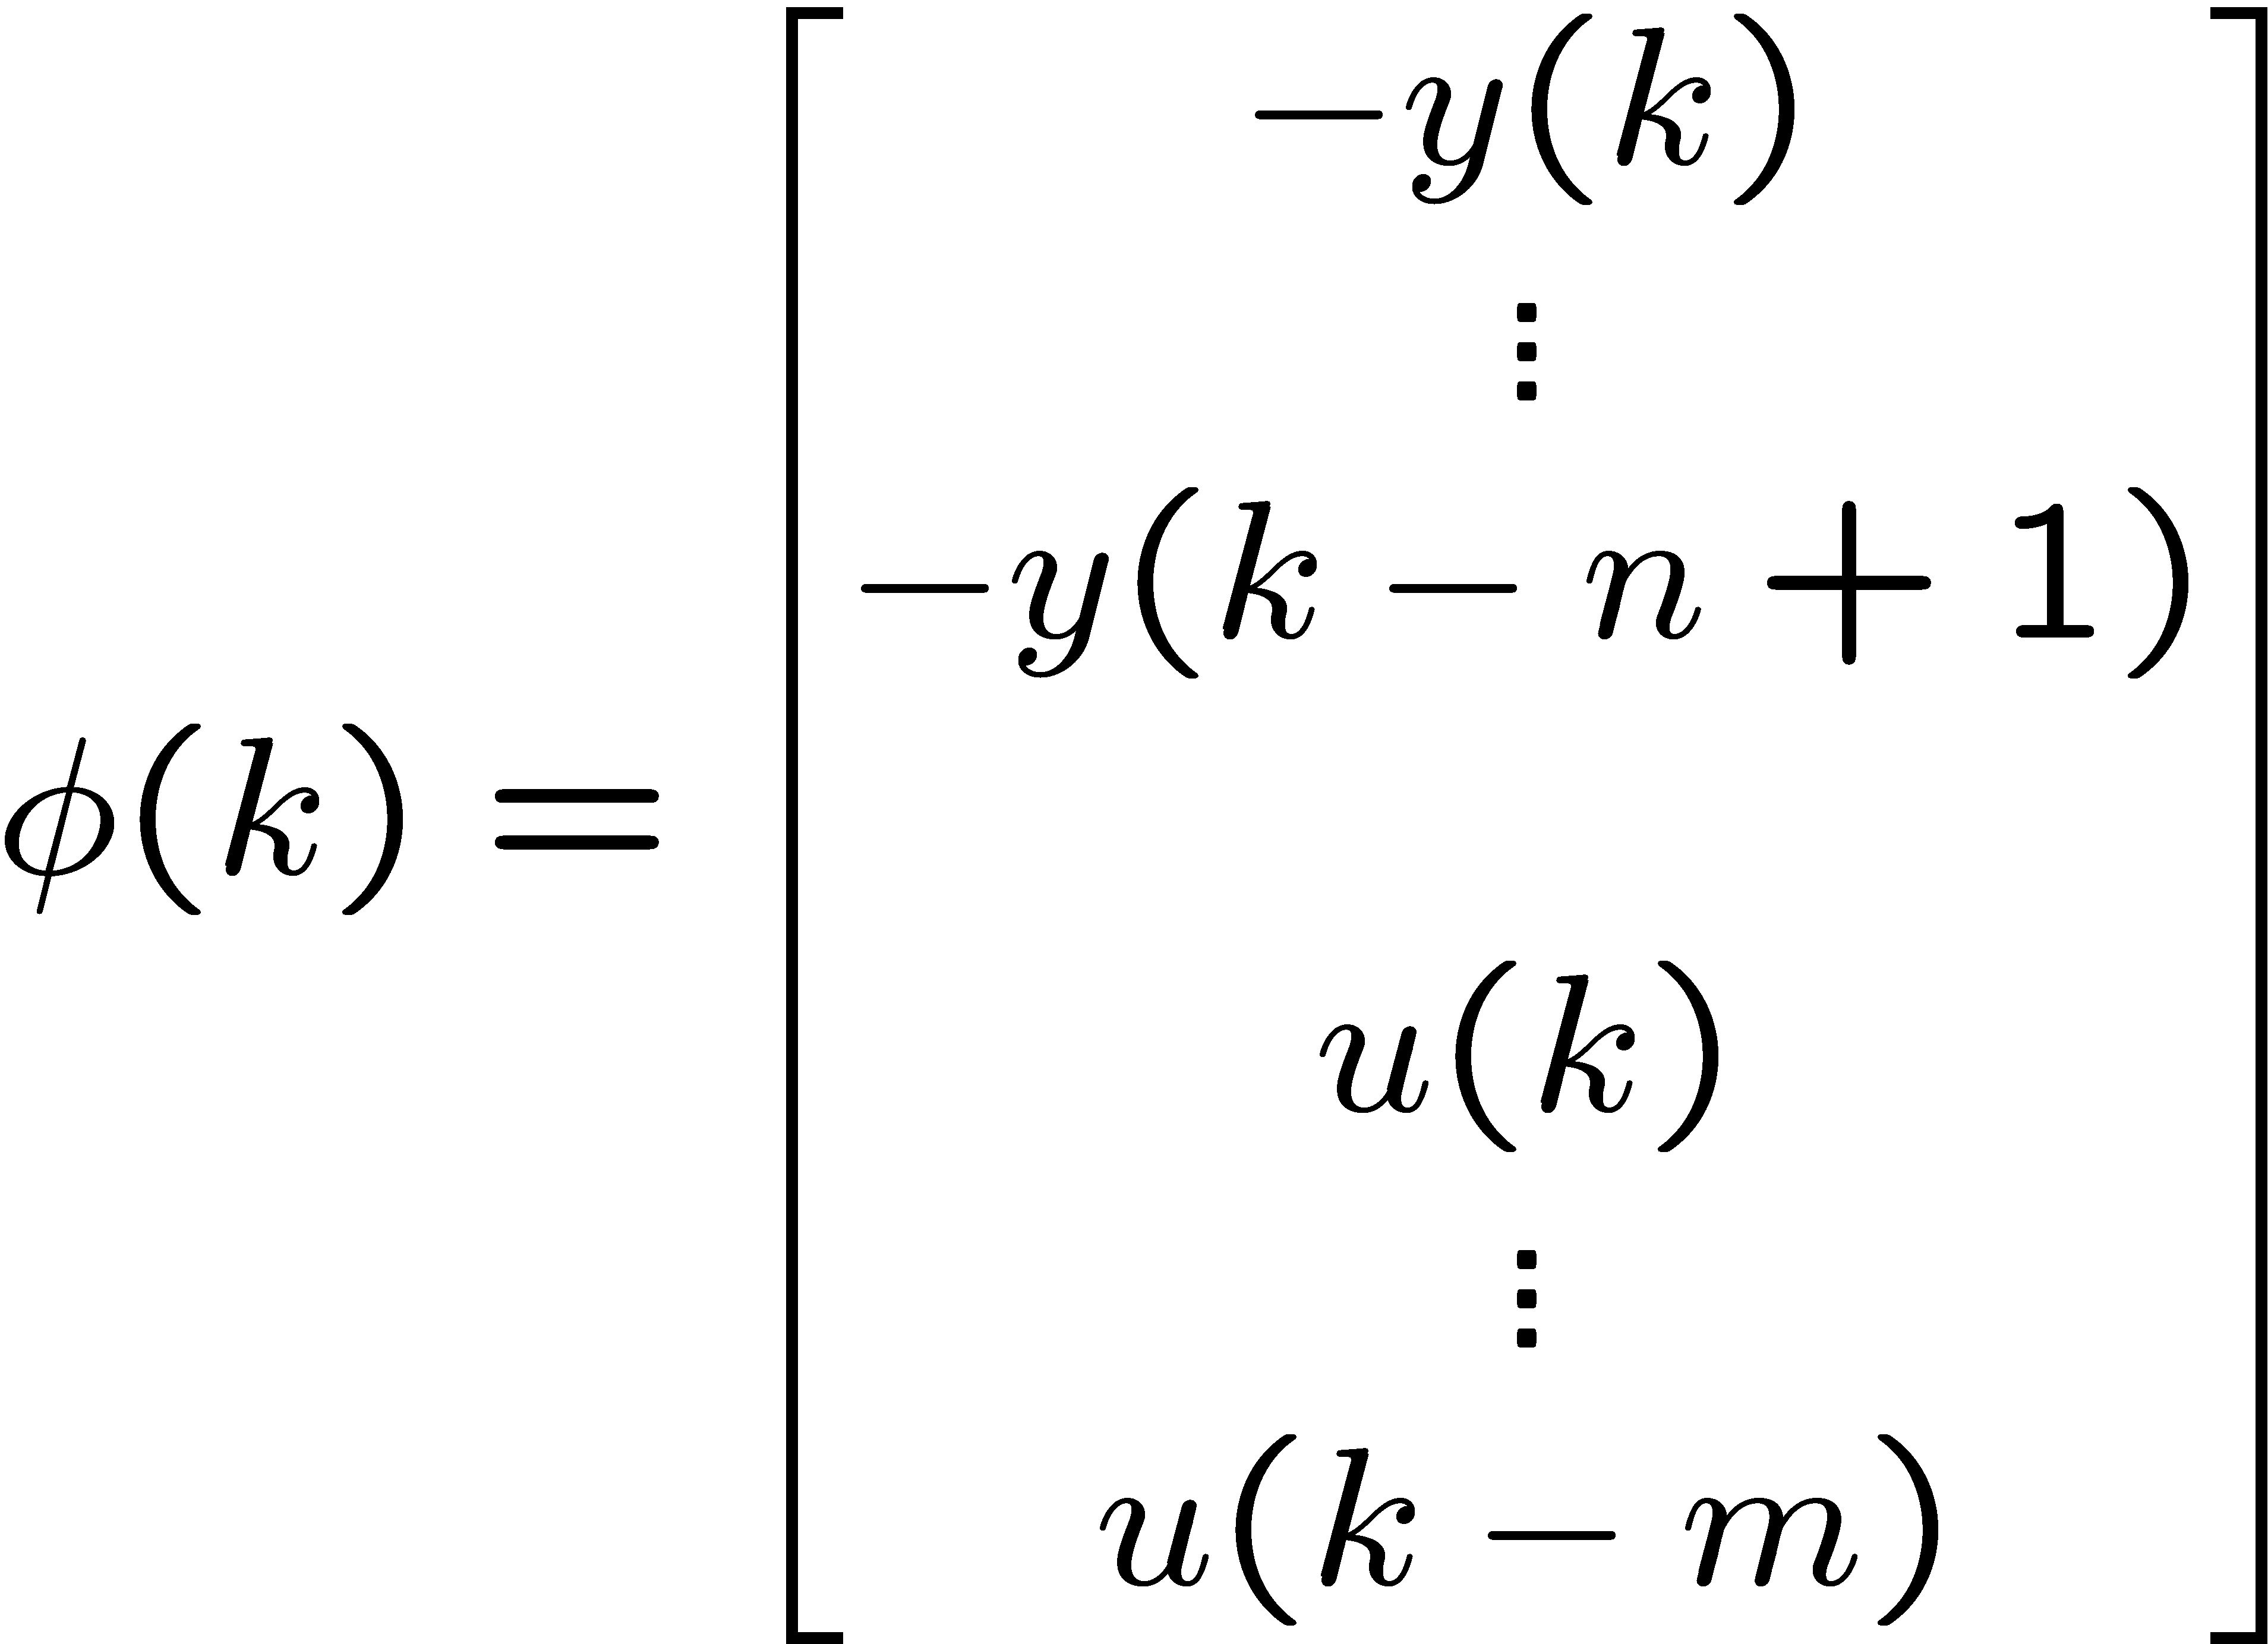 −y(k)
⋮
−y(k − n + 1)
ϕ(k) =
u(k)
⋮
u(k − m)